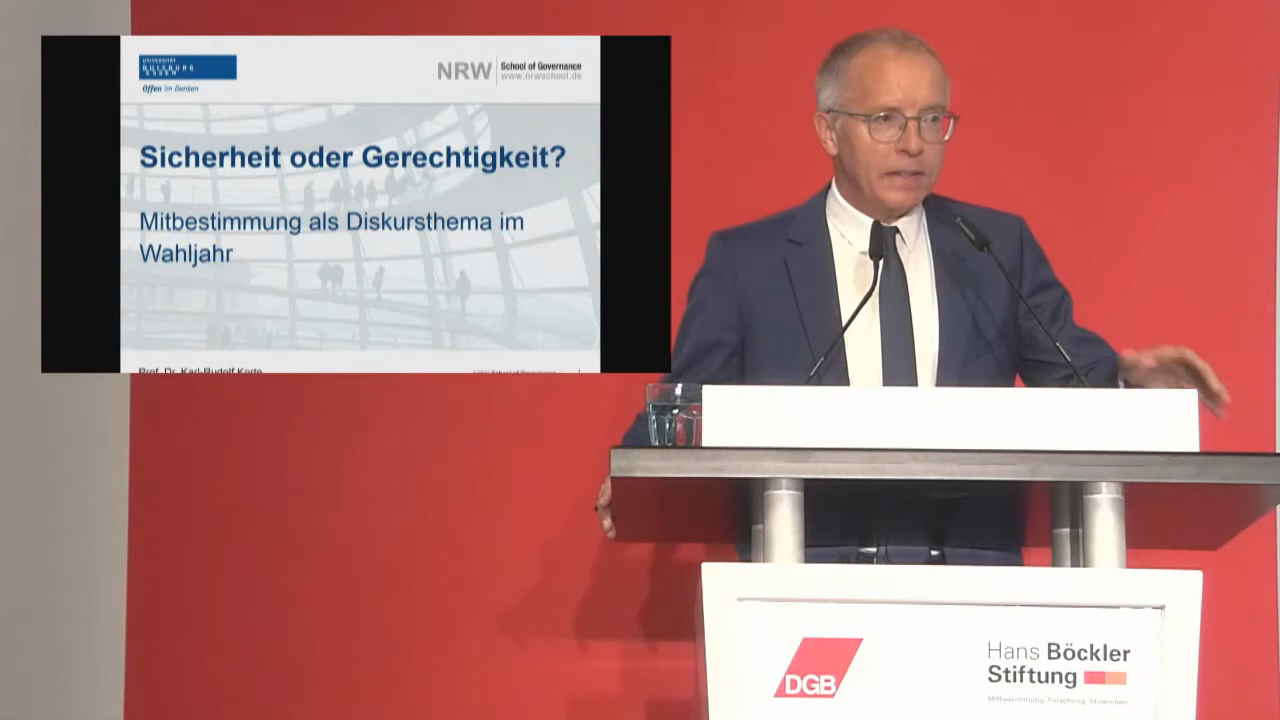 UNIVERSITÄT
DUISBURG
ESSEN
Offen im Denken
NRW School of Governance
www.nrwschool.de
Sicherheit oder Gerechtigkeit?
Mitbestimmung als Diskursthema im
Wahljahr
Prof. Dr. Karl-Rudolf Korte
DGB
Hans Böckler
Stiftung
Mitbestimmung. Forschung. Stipendien.